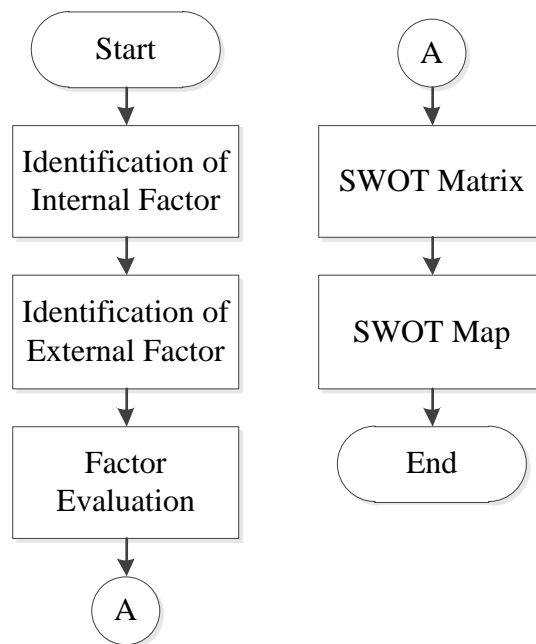 Start
Identification of
Internal Factor
Identification of
External Factor
Factor
Evaluation
A
A
SWOT Matrix
SWOT Map
End